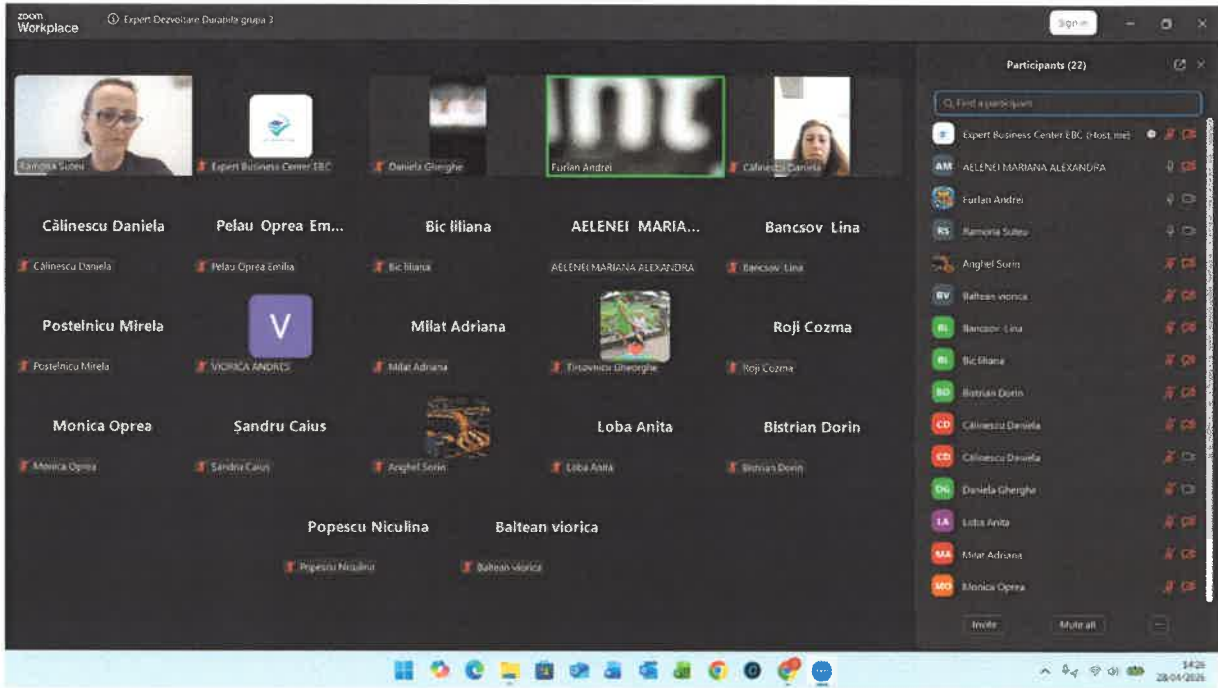 zoom
Workplace
Expert Dezvoltare Durabila grupa 3
Sign in
Ramona Suteu
Expert Business Center EBC
Daniela Gherghe
Furlan Andrei
Călinescu Daniela
Călinescu Daniela
Pelau Oprea Em...
Bic liliana
AELENEI MARIA...
Bancsov Lina
Călinescu Daniela
Pelau Oprea Emilia
Bic liliana
AELENEI MARIANA ALEXANDRA
Bancsov Lina
Postelnicu Mirela
V
Milat Adriana
Roji Cozma
Postelnicu Mirela
VIORICA ANDRES
Milat Adriana
Gheorghe
Roji Cozma
Monica Oprea
Șandru Caius
Loba Anita
Bistrian Dorin
Monica Oprea
Șandru Caius
Anghel Sorin
Loba Anita
Bistrian Dorin
Popescu Niculina
Baltean viorica
Popescu Niculina
Baltean viorica
Participants (22)
Find a participant
Expert Business Center EBC (Host, me)
AM AELENEI MARIANA ALEXANDRA
Furlan Andrei
RS Ramona Suteu
Anghel Sorin
BV Baltean viorica
BL Bancsov Lina
BL Bic liliana
BD Bistrian Dorin
CD Călinescu Daniela
CD Călinescu Daniela
DG Daniela Gherghe
LA Loba Anita
MA Milat Adriana
MO Monica Oprea
Invite
Mute all
14:26
28/04/2026